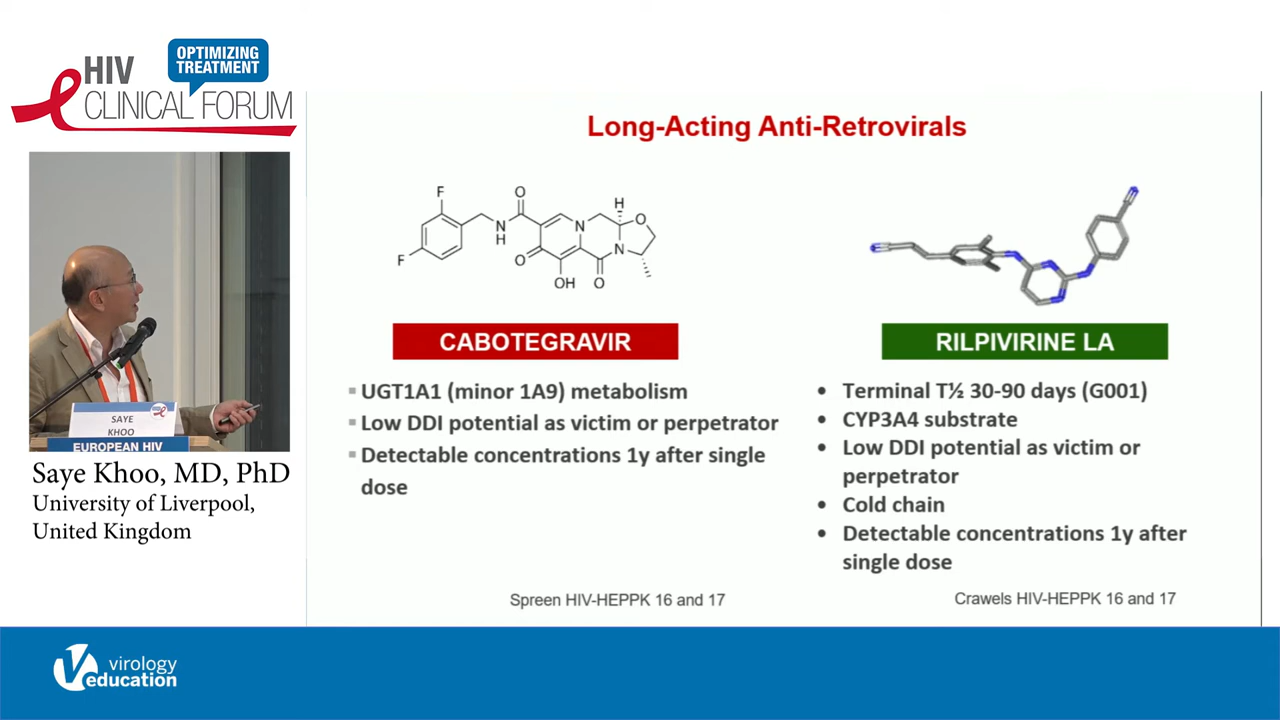 OPTIMIZING
TREATMENT
HIV
CLINICAL FORUM
SAYE
KHOO
EUROPEAN HIV
Saye Khoo, MD, PhD
University of Liverpool,
United Kingdom
Long-Acting Anti-Retrovirals
F
F
O
N
H
O
OH
N
O
N
H
O
CABOTEGRAVIR
UGT1A1 (minor 1A9) metabolism
Low DDI potential as victim or perpetrator
Detectable concentrations 1y after single
dose
Spreen HIV-HEPPK 16 and 17
RILPIVIRINE LA
Terminal T½ 30-90 days (G001)
CYP3A4 substrate
Low DDI potential as victim or
perpetrator
Cold chain
Detectable concentrations 1y after
single dose
Crawels HIV-HEPPK 16 and 17
virology
education